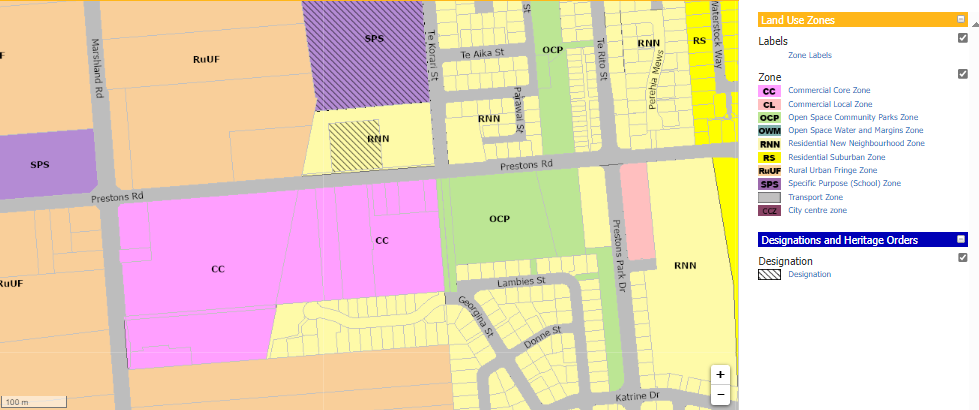 F
RuUF
SPS
OCP
RNN
RS
Marshland Rd
Te Korari St
Te Aika St
St
Te Rito St
Perehia Mews
Waterstock Way
RNN
RNN
SPS
Prestons Rd
Prestons Rd
CC
CC
OCP
RNN
RuUF
Prestons Park Dr
Lambies St
Georgina St
Donne St
Katrine Dr
100 m
+
−
Land Use Zones
Labels
Zone Labels
Zone
CC Commercial Core Zone
CL Commercial Local Zone
OCP Open Space Community Parks Zone
OWM Open Space Water and Margins Zone
RNN Residential New Neighbourhood Zone
RS Residential Suburban Zone
RuUF Rural Urban Fringe Zone
SPS Specific Purpose (School) Zone
Transport Zone
CCZ City centre zone
Designations and Heritage Orders
Designation
Designation